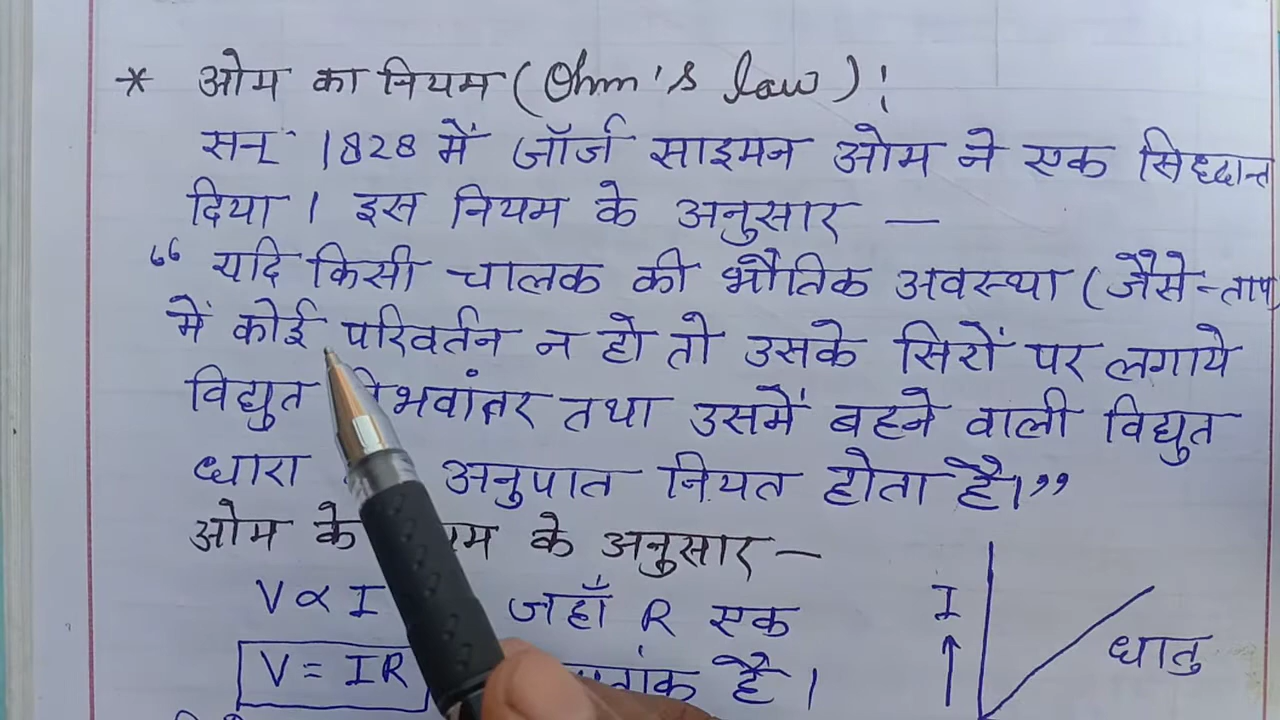 * ओम का नियम (Ohm's law) :
सन् 1828 में जॉर्ज साइमन ओम ने एक सिध्दान्त
दिया । इस नियम के अनुसार —
“ यदि किसी चालक की भौतिक अवस्था (जैसे-ताप)
में कोई परिवर्तन न हो तो उसके सिरों पर लगाये
विद्युत विभवांतर तथा उसमें बहने वाली विद्युत
धारा अनुपात नियत होता है।”
ओम के के अनुसार —
V ∝ I जहाँ R एक
V = IR है ।
I
धातु